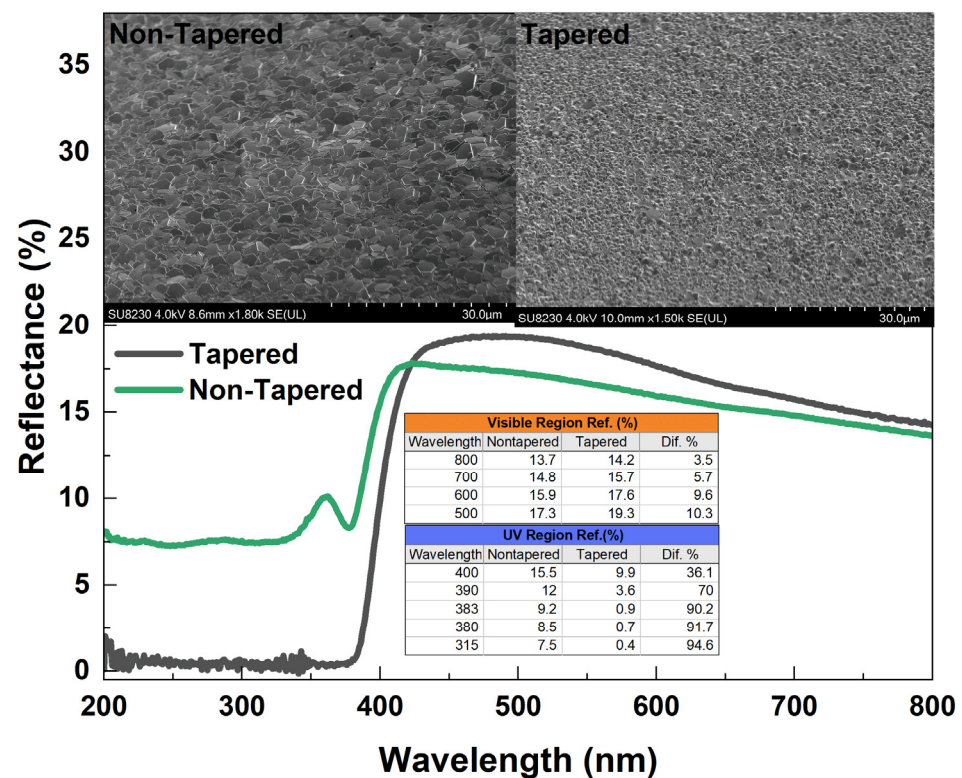 Non-Tapered
Tapered
SU8230 4.0kV 8.6mm x1.80k SE(UL)
30.0μm
SU8230 4.0kV 10.0mm x1.50k SE(UL)
30.0μm
Reflectance (%)
35
30
25
20
15
10
5
0
Tapered
Non-Tapered
Visible Region Ref. (%)
Wavelength Nontapered Tapered Dif. %
800 13.7 14.2 3.5
700 14.8 15.7 5.7
600 15.9 17.6 9.6
500 17.3 19.3 10.3
UV Region Ref.(%)
Wavelength Nontapered Tapered Dif. %
400 15.5 9.9 36.1
390 12 3.6 70
383 9.2 0.9 90.2
380 8.5 0.7 91.7
315 7.5 0.4 94.6
200 300 400 500 600 700 800
Wavelength (nm)